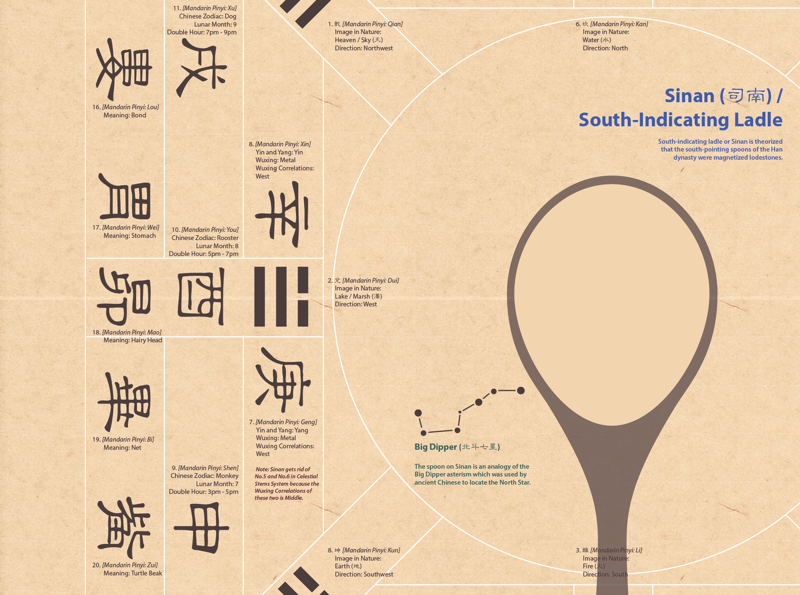 11. [Mandarin Pinyi: Xu]
Chinese Zodiac: Dog
Lunar Month: 9
Double Hour: 7pm - 9pm
婁
戌
16. [Mandarin Pinyi: Lou]
Meaning: Bond
胃
17. [Mandarin Pinyi: Wei]
Meaning: Stomach
8. [Mandarin Pinyi: Xin]
Yin and Yang: Yin
Wuxing: Metal
Wuxing Correlations:
West
辛
10. [Mandarin Pinyi: You]
Chinese Zodiac: Rooster
Lunar Month: 8
Double Hour: 5pm - 7pm
昴
酉
18. [Mandarin Pinyi: Mao]
Meaning: Hairy Head
畢
19. [Mandarin Pinyi: Bi]
Meaning: Net
庚
7. [Mandarin Pinyi: Geng]
Yin and Yang: Yang
Wuxing: Metal
Wuxing Correlations:
West
Note: Sinan gets rid of
No.5 and No.6 in Celestial
Stems System because the
Wuxing Correlations of
these two is Middle.
9. [Mandarin Pinyi: Shen]
Chinese Zodiac: Monkey
Lunar Month: 7
Double Hour: 3pm - 5pm
觜
申
20. [Mandarin Pinyi: Zui]
Meaning: Turtle Beak
1. [Mandarin Pinyi: Qian]
Image in Nature:
Heaven / Sky (天)
Direction: Northwest
6. [Mandarin Pinyi: Kan]
Image in Nature:
Water (水)
Direction: North
Sinan (司南) /
South-Indicating Ladle
South-indicating ladle or Sinan is theorized
that the south-pointing spoons of the Han
dynasty were magnetized lodestones.
2. [Mandarin Pinyi: Dui]
Image in Nature:
Lake / Marsh (澤)
Direction: West
Big Dipper (北斗七星)
The spoon on Sinan is an analogy of the
Big Dipper asterism which was used by
ancient Chinese to locate the North Star.
8. 坤 [Mandarin Pinyi: Kun]
Image in Nature:
Earth (地)
Direction: Southwest
3. [Mandarin Pinyi: Li]
Image in Nature:
Fire (火)
Direction: South